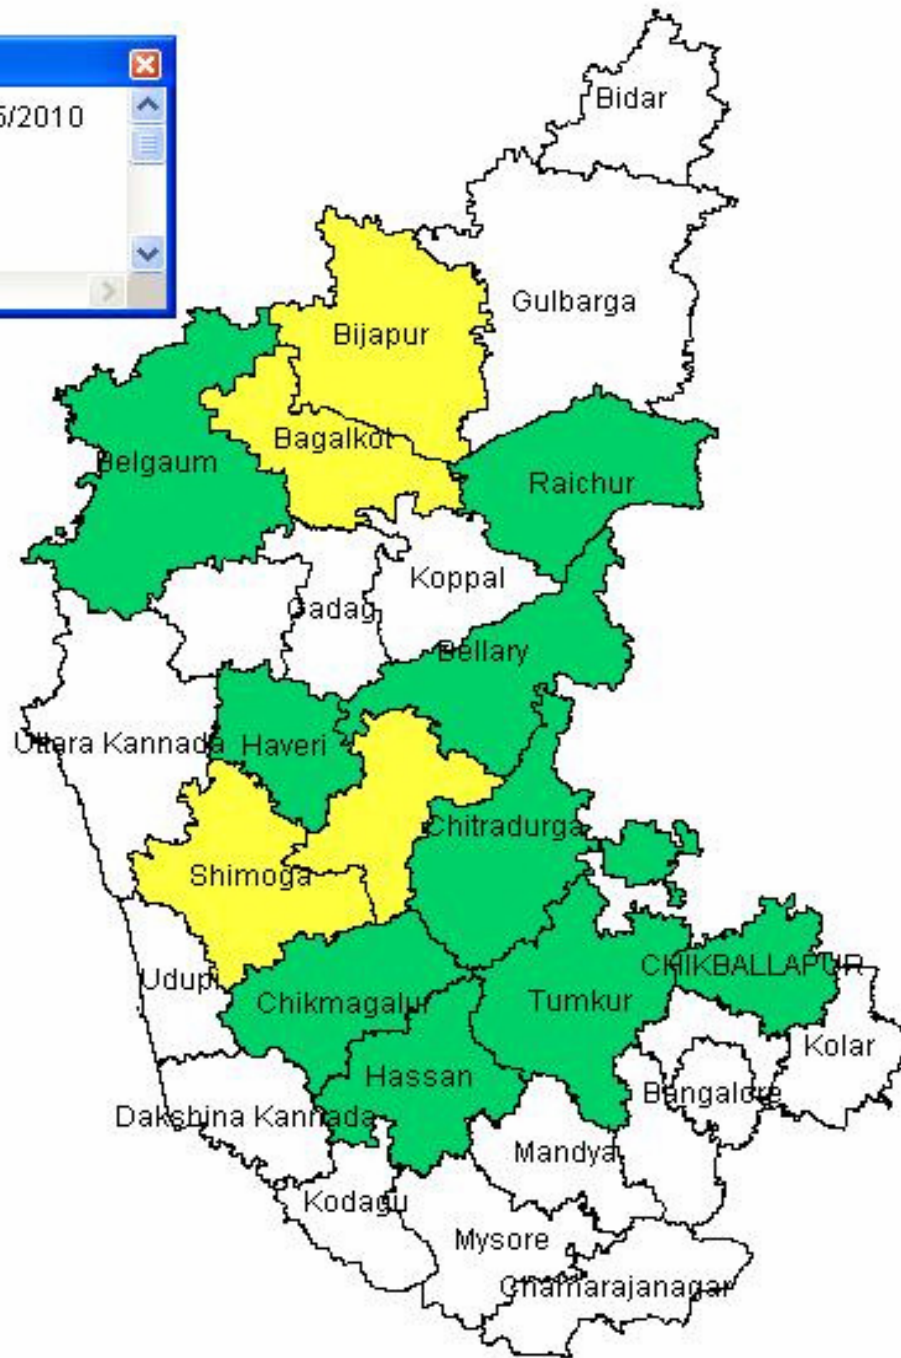 5/2010
Bidar
Gulbarga
Bijapur
Bagalkot
Belgaum
Raichur
Koppal
Gadag
Bellary
Uttara Kannada
Haveri
Chitradurga
Shimoga
CHIKBALLAPUR
Udupi
Chikmagalur
Tumkur
Kolar
Hassan
Bangalore
Dakshina Kannada
Mandya
Kodagu
Mysore
Chamarajanagar